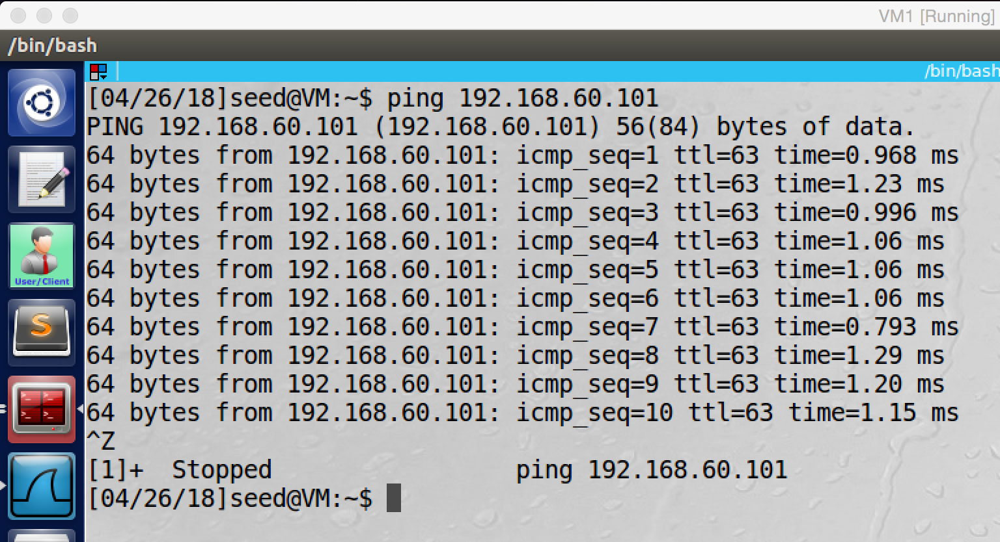 VM1 [Running]
/bin/bash
/bin/bash
[04/26/18]seed@VM:~$ ping 192.168.60.101
PING 192.168.60.101 (192.168.60.101) 56(84) bytes of data.
64 bytes from 192.168.60.101: icmp_seq=1 ttl=63 time=0.968 ms
64 bytes from 192.168.60.101: icmp_seq=2 ttl=63 time=1.23 ms
64 bytes from 192.168.60.101: icmp_seq=3 ttl=63 time=0.996 ms
64 bytes from 192.168.60.101: icmp_seq=4 ttl=63 time=1.06 ms
64 bytes from 192.168.60.101: icmp_seq=5 ttl=63 time=1.06 ms
64 bytes from 192.168.60.101: icmp_seq=6 ttl=63 time=1.06 ms
64 bytes from 192.168.60.101: icmp_seq=7 ttl=63 time=0.793 ms
64 bytes from 192.168.60.101: icmp_seq=8 ttl=63 time=1.29 ms
64 bytes from 192.168.60.101: icmp_seq=9 ttl=63 time=1.20 ms
64 bytes from 192.168.60.101: icmp_seq=10 ttl=63 time=1.15 ms
^Z
[1]+  Stopped                 ping 192.168.60.101
[04/26/18]seed@VM:~$
User/Client
S